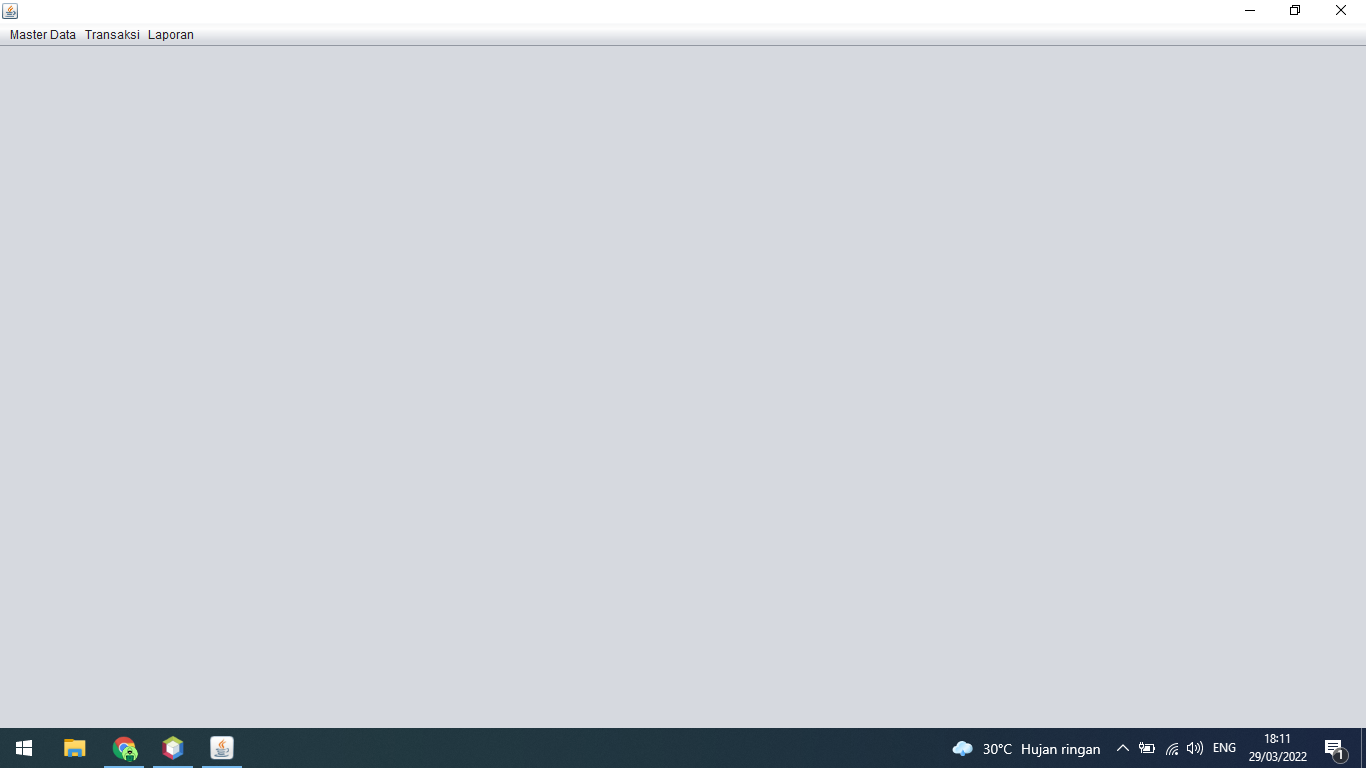 Master Data Transaksi Laporan
30°C Hujan ringan
ENG
18:11
29/03/2022
1